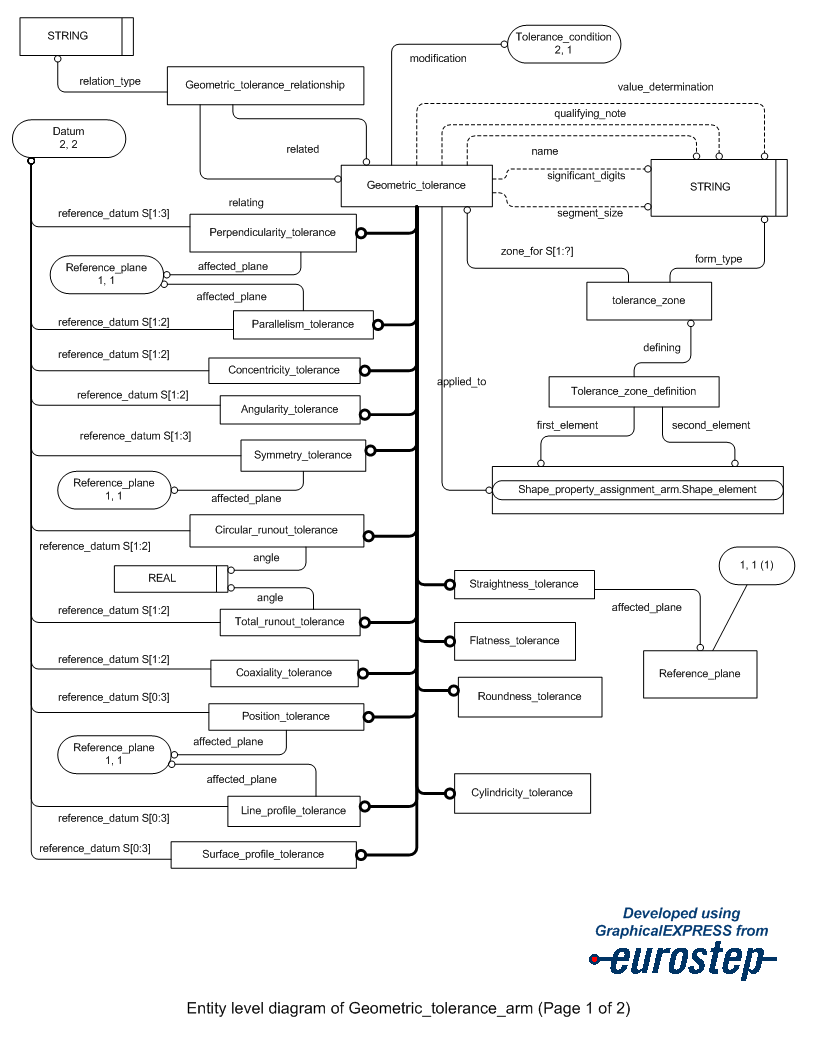 STRING
Tolerance_condition
2, 1
modification
relation_type
Geometric_tolerance_relationship
value_determination
qualifying_note
Datum
2, 2
related
name
Geometric_tolerance
significant_digits
STRING
segment_size
relating
reference_datum S[1:3]
Perpendicularity_tolerance
zone_for S[1:?]
form_type
Reference_plane
1, 1
affected_plane
affected_plane
tolerance_zone
reference_datum S[1:2]
Parallelism_tolerance
defining
reference_datum S[1:2]
Concentricity_tolerance
applied_to
Tolerance_zone_definition
reference_datum S[1:2]
Angularity_tolerance
first_element
second_element
reference_datum S[1:3]
Symmetry_tolerance
Reference_plane
1, 1
affected_plane
Shape_property_assignment_arm.Shape_element
Circular_runout_tolerance
reference_datum S[1:2]
angle
REAL
angle
1, 1 (1)
Straightness_tolerance
affected_plane
reference_datum S[1:2]
Total_runout_tolerance
Flatness_tolerance
reference_datum S[1:2]
Coaxiality_tolerance
Reference_plane
reference_datum S[0:3]
Roundness_tolerance
Position_tolerance
Reference_plane
1, 1
affected_plane
affected_plane
Cylindricity_tolerance
Line_profile_tolerance
reference_datum S[0:3]
reference_datum S[0:3]
Surface_profile_tolerance
Developed using
GraphicalEXPRESS from
eurostep
Entity level diagram of Geometric_tolerance_arm (Page 1 of 2)